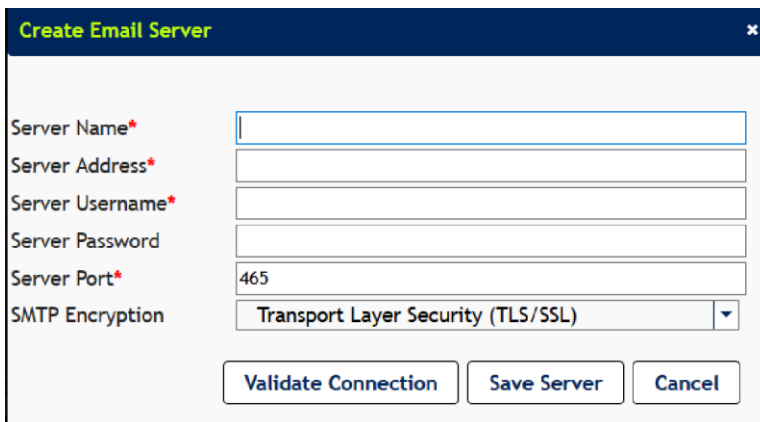 Create Email Server
Server Name*
Server Address*
Server Username*
Server Password
Server Port* 465
SMTP Encryption Transport Layer Security (TLS/SSL)
Validate Connection Save Server Cancel